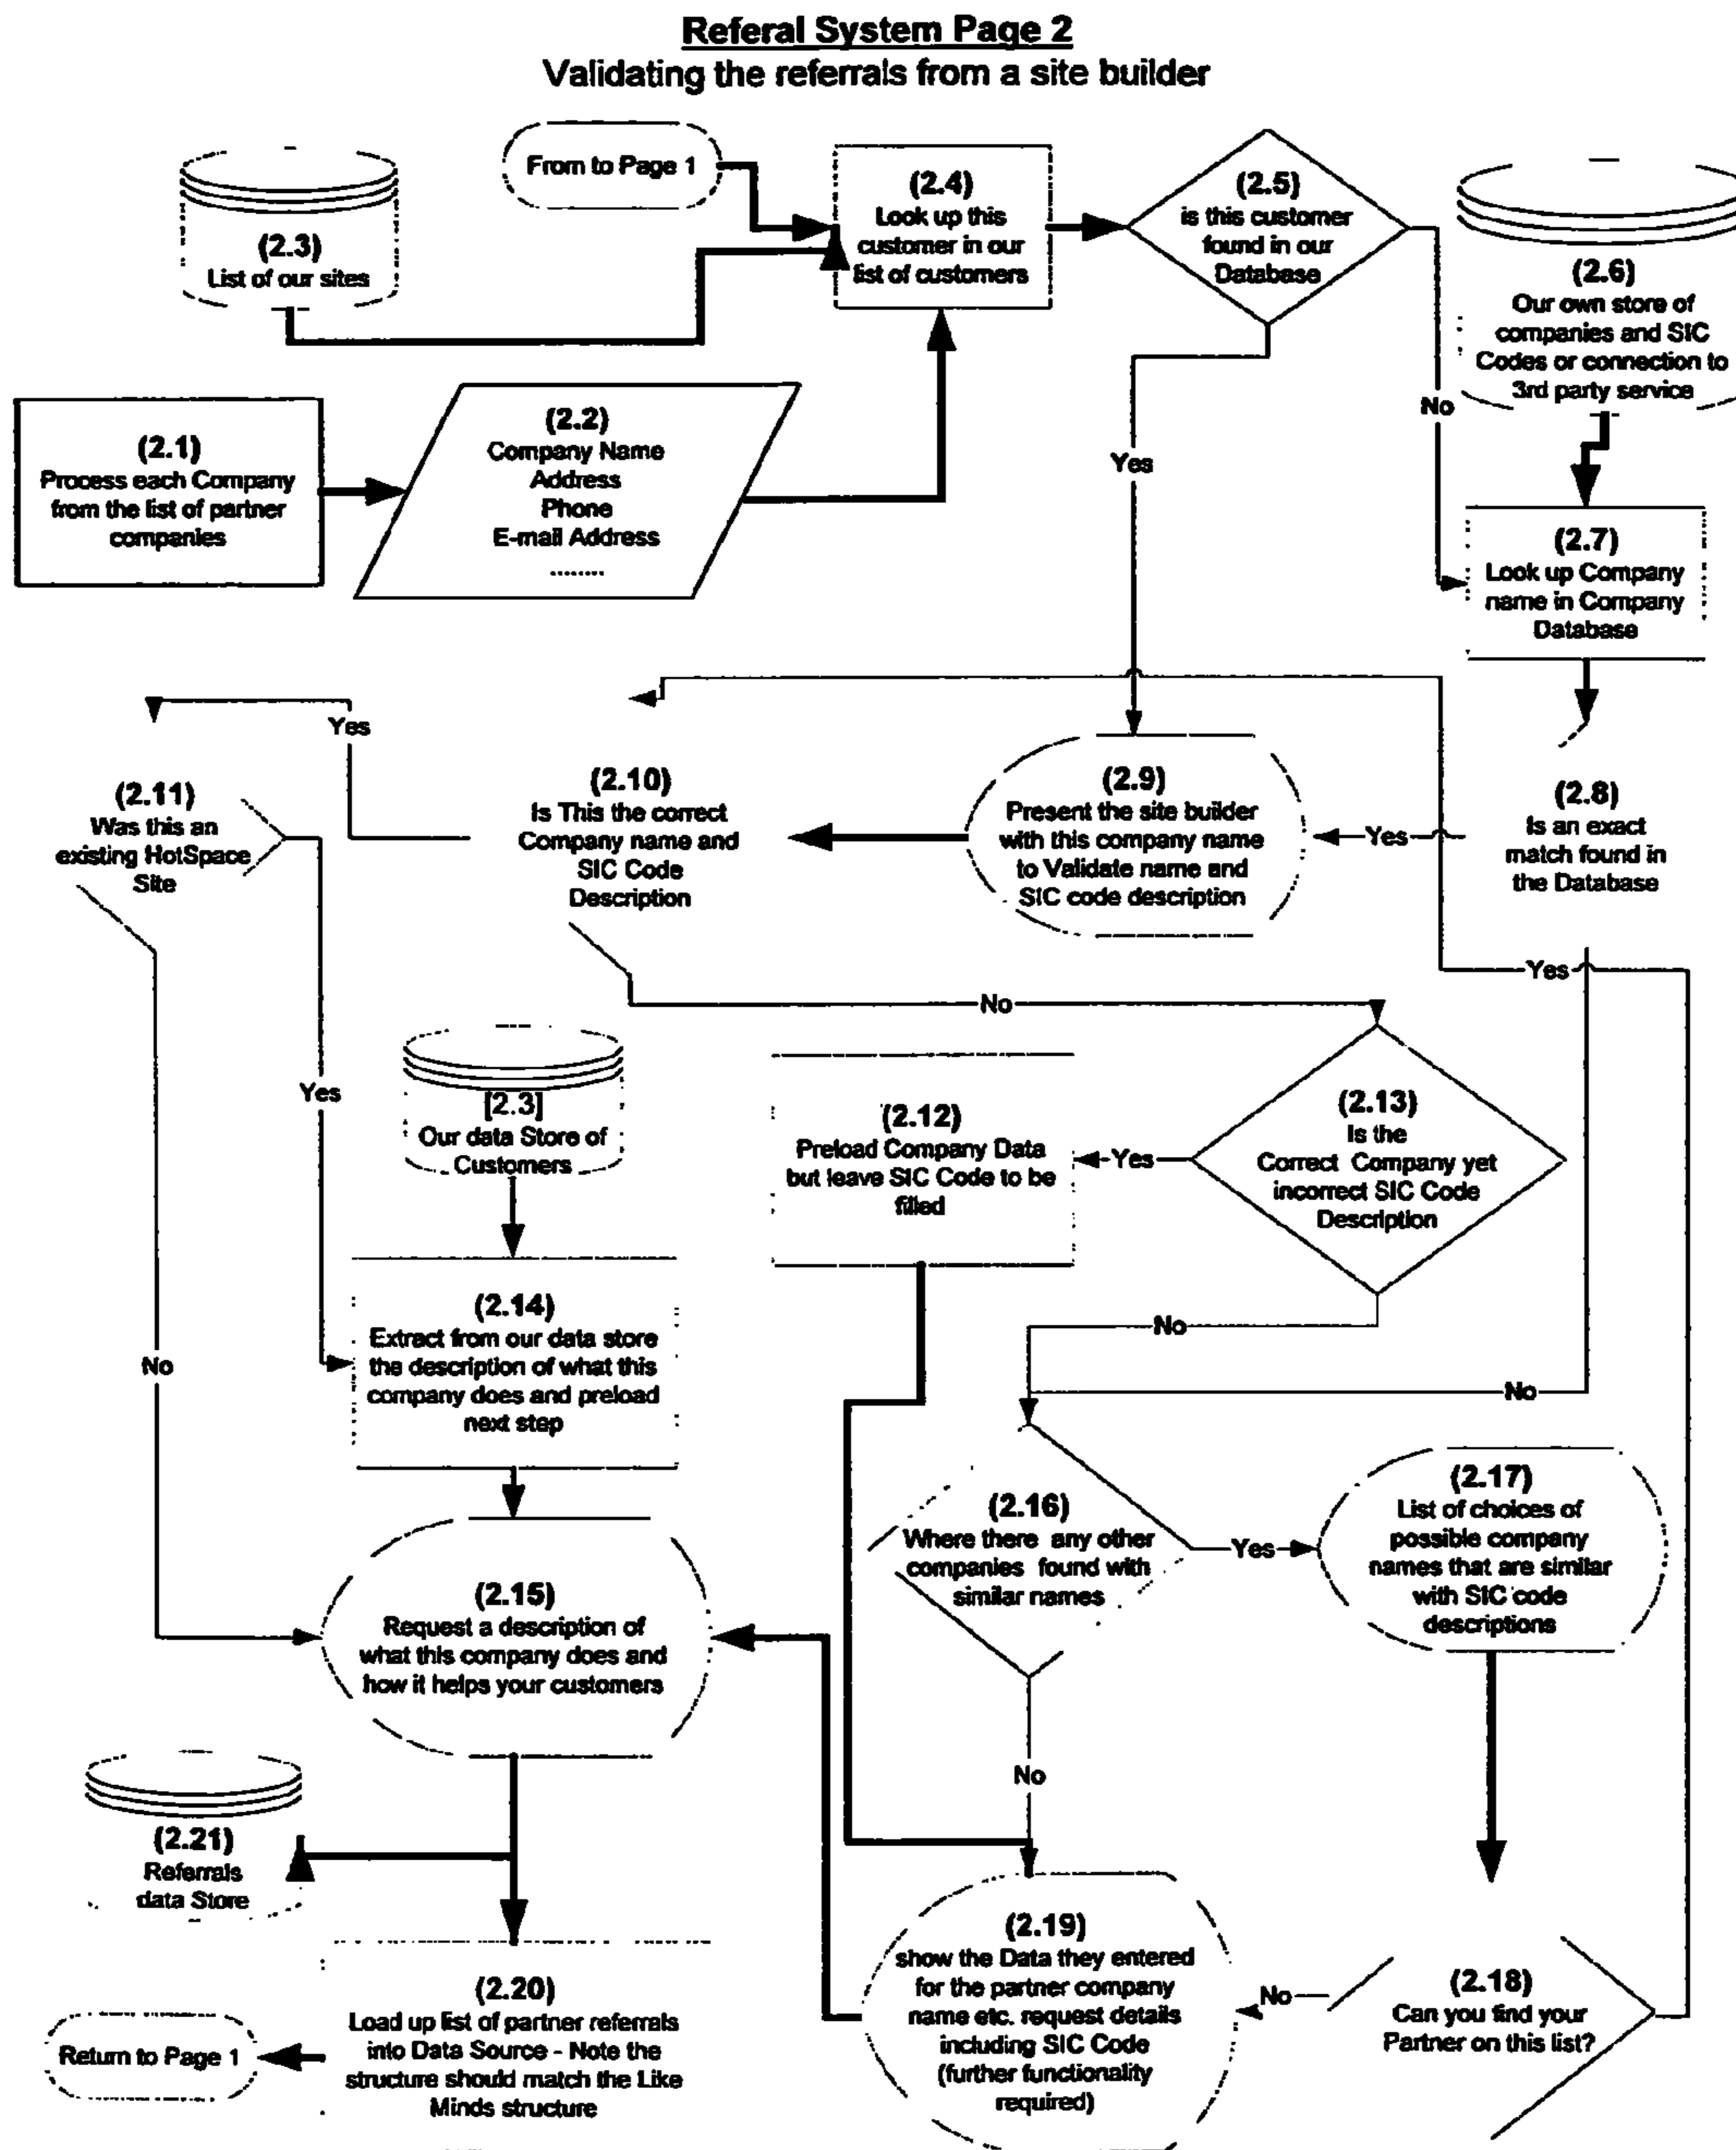 Referal System Page 2
Validating the referrals from a site builder
From to Page 1
(2.3)
List of our sites
(2.4)
Look up this
customer in our
list of customers
(2.5)
is this customer
found in our
Database
(2.6)
Our own store of
companies and SIC
Codes or connection to
3rd party service
No
Yes
(2.1)
Process each Company
from the list of partner
companies
(2.2)
Company Name
Address
Phone
E-mail Address
........
(2.7)
Look up Company
name in Company
Database
Yes
(2.11)
Was this an
existing HotSpace
Site
(2.10)
Is This the correct
Company name and
SIC Code
Description
(2.9)
Present the site builder
with this company name
to Validate name and
SIC code description
Yes
(2.8)
Is an exact
match found in
the Database
Yes
No
Yes
[2.3]
Our data Store of
Customers
(2.12)
Preload Company Data
but leave SIC Code to be
filled
Yes
(2.13)
Is the
Correct Company yet
incorrect SIC Code
Description
No
No
No
(2.14)
Extract from our data store
the description of what this
company does and preload
next step
(2.16)
Where there any other
companies found with
similar names
Yes
(2.17)
List of choices of
possible company
names that are similar
with SIC code
descriptions
(2.15)
Request a description of
what this company does and
how it helps your customers
No
(2.21)
Referrals
data Store
(2.19)
show the Data they entered
for the partner company
name etc. request details
including SIC Code
(further functionality
required)
No
(2.18)
Can you find your
Partner on this list?
(2.20)
Load up list of partner referrals
into Data Source - Note the
structure should match the Like
Minds structure
Return to Page 1